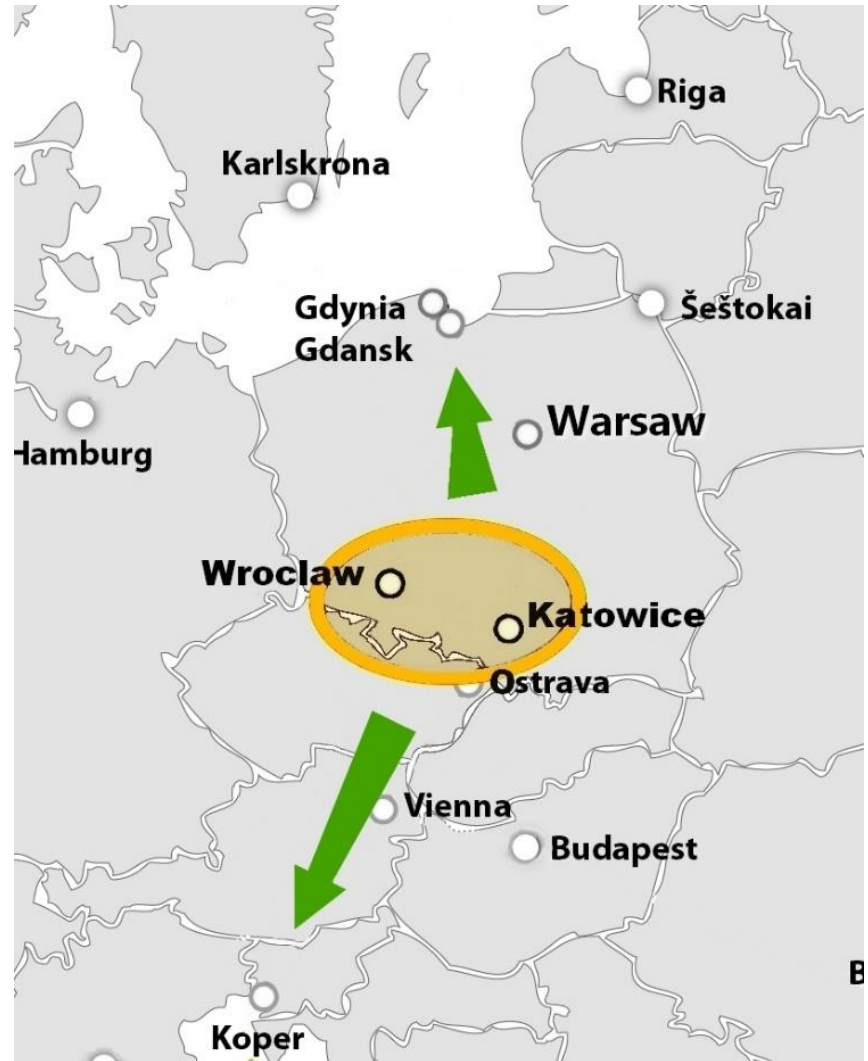 Riga
Karlskrona
Gdynia
Šeštokai
Gdansk
Warsaw
Hamburg
Wroclaw
Katowice
Ostrava
Vienna
Budapest
B
Koper